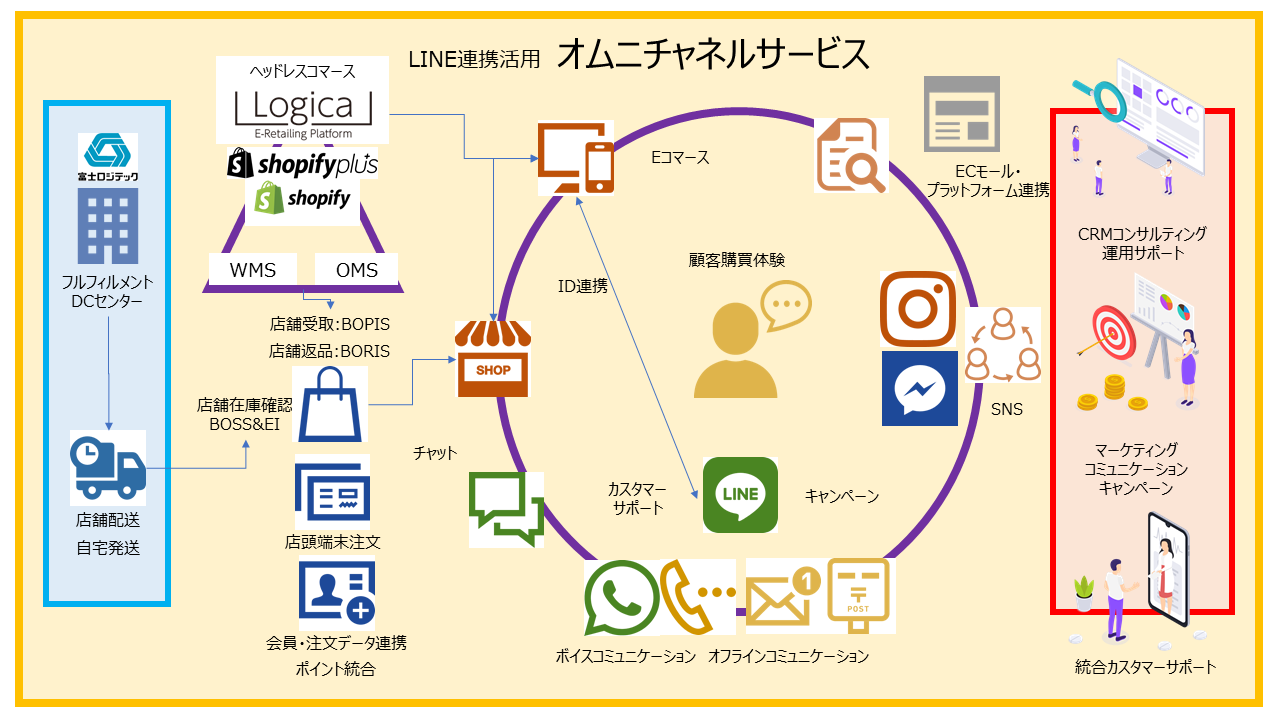 LINE連携活用 オムニチャネルサービス
ヘッドレスコマース
Logica
E-Retailing Platform
shopifyplus
shopify
WMS
OMS
富士ロジテック
フルフィルメント
DCセンター
店舗配送
自宅発送
店舗受取:BOPIS
店舗返品:BORIS
店舗在庫確認
BOSS&EI
店頭端末注文
会員・注文データ連携
ポイント統合
Eコマース
ID連携
SHOP
チャット
顧客購買体験
カスタマー
サポート
LINE
キャンペーン
ボイスコミュニケーション
1
〒
POST
オフラインコミュニケーション
SNS
ECモール・
プラットフォーム連携
CRMコンサルティング
運用サポート
マーケティング
コミュニケーション
キャンペーン
統合カスタマーサポート